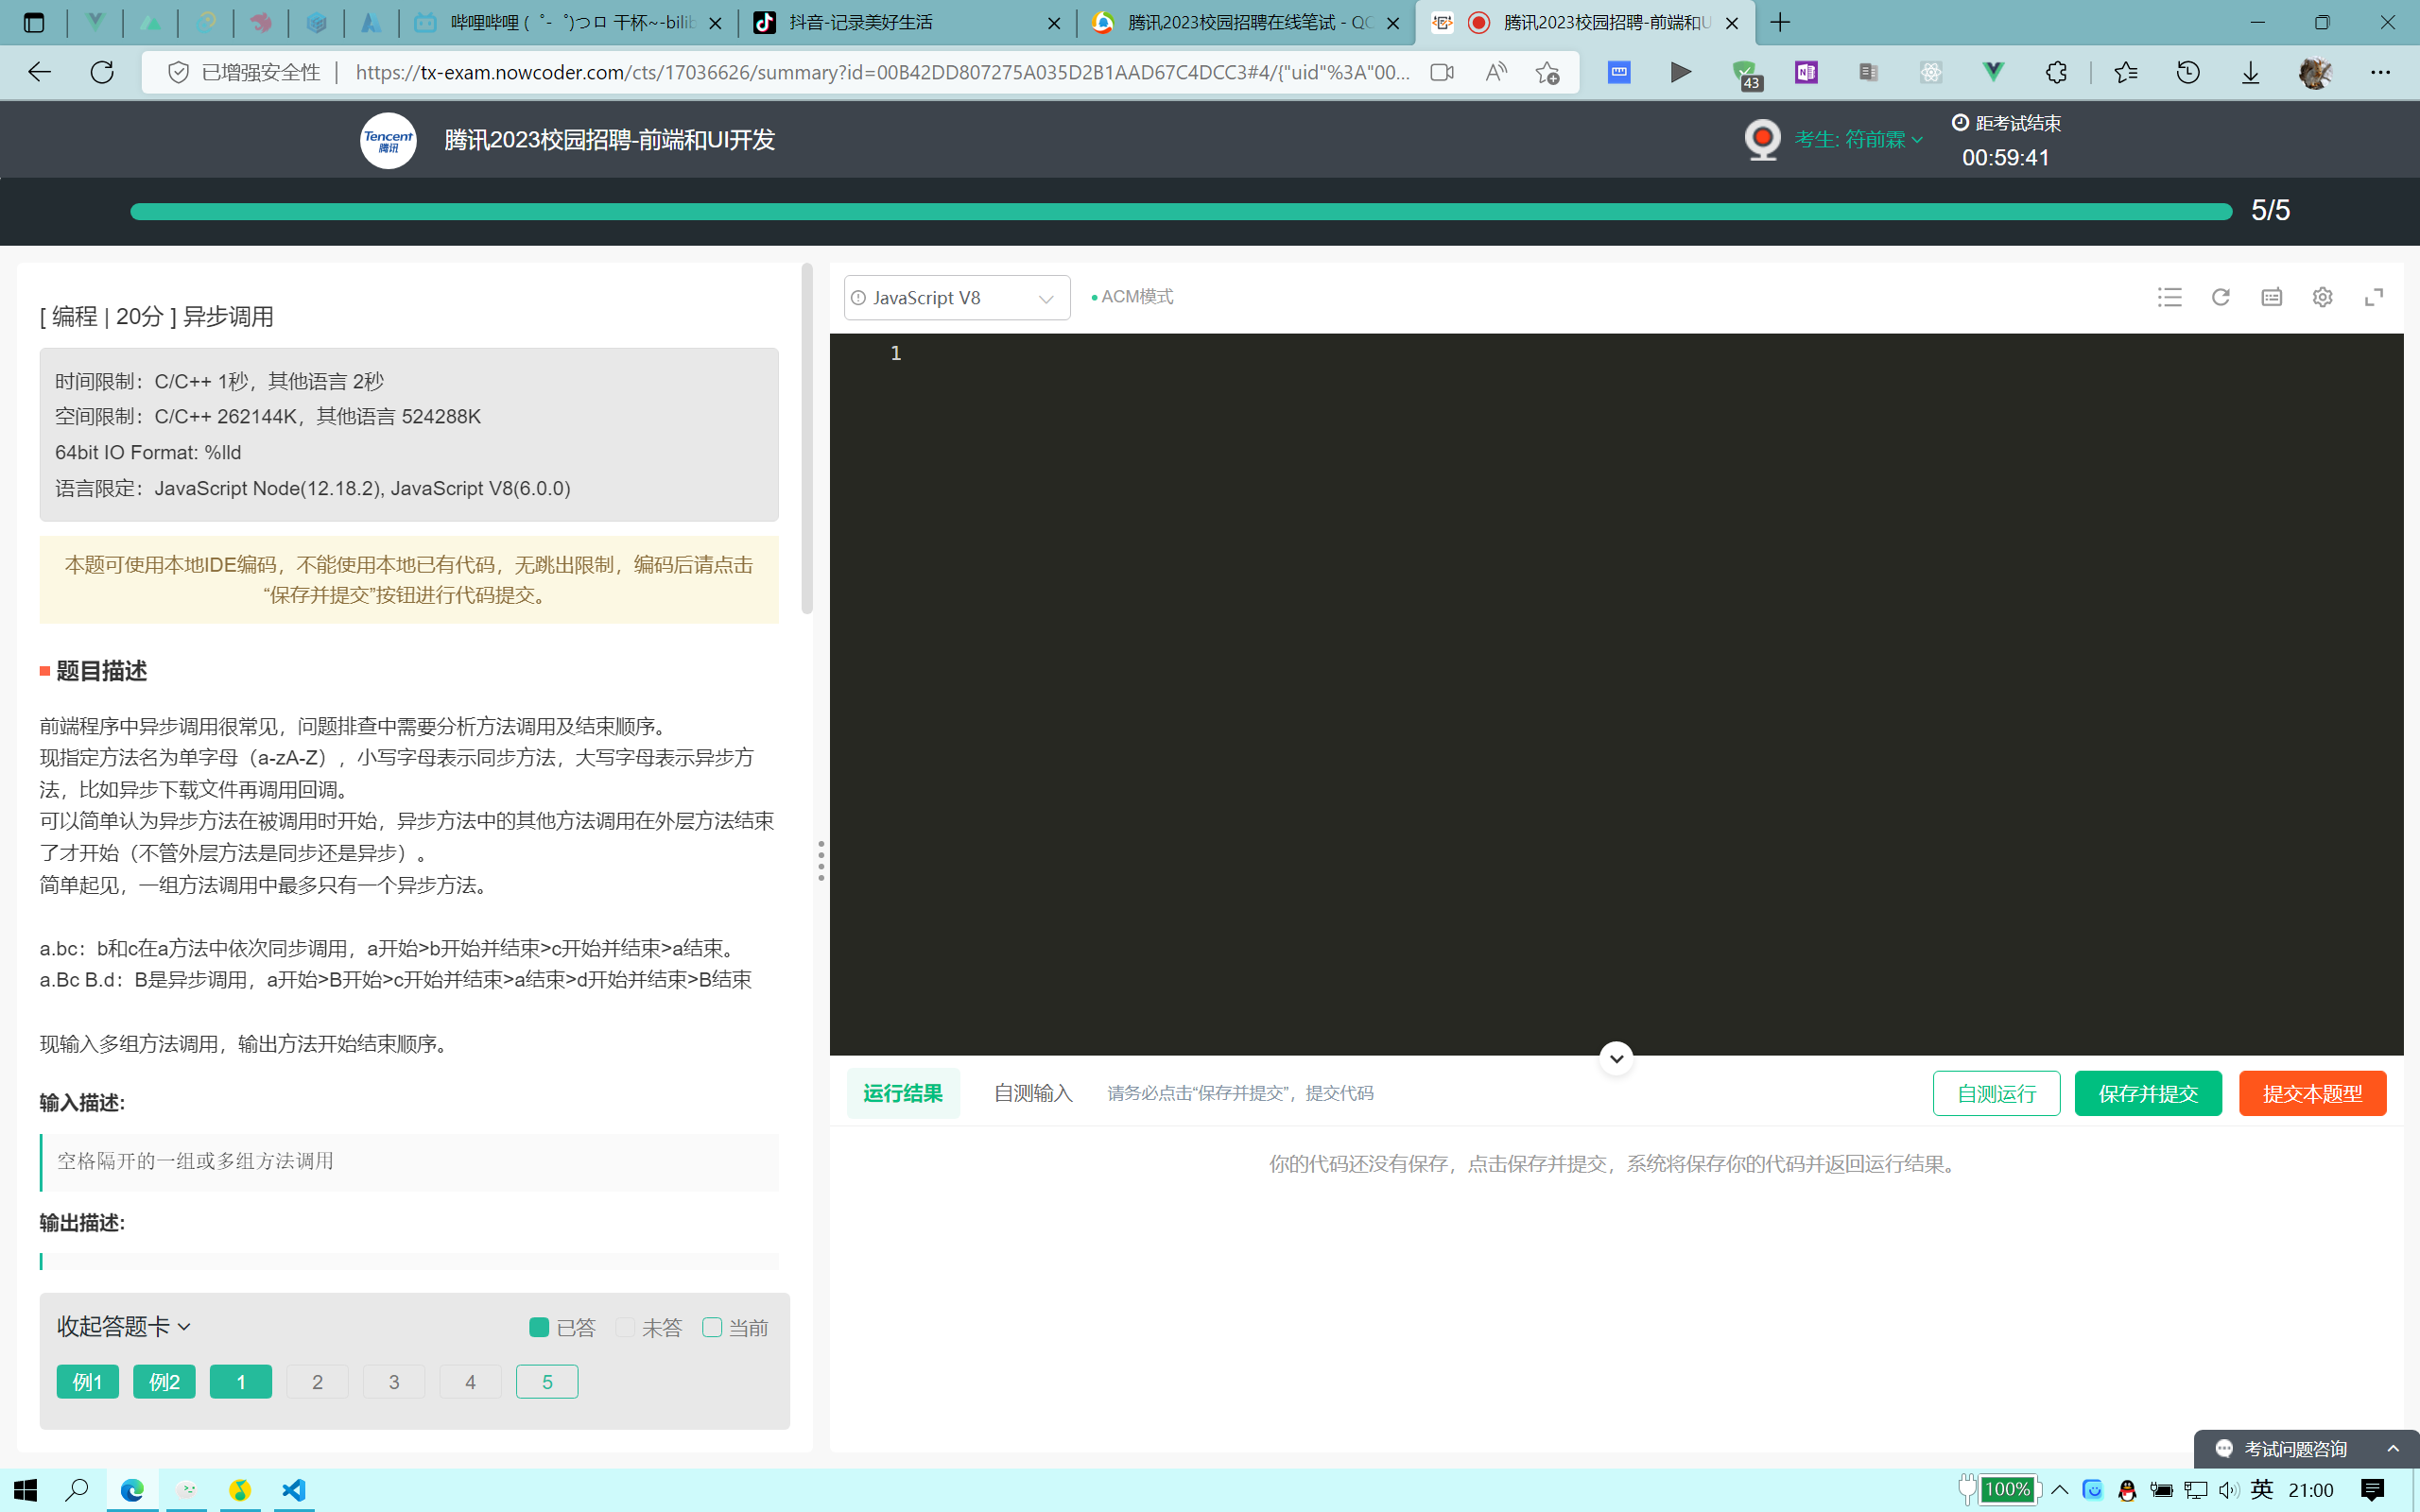 哔哩哔哩 ( ゜- ゜)つロ 干杯~-bilib
抖音-记录美好生活
腾讯2023校园招聘在线笔试 - QC
腾讯2023校园招聘-前端和U
已增强安全性
https://tx-exam.nowcoder.com/cts/17036626/summary?id=00B42DD807275A035D2B1AAD67C4DCC3#4/{"uid"%3A"00...
43
Tencent
腾讯
腾讯2023校园招聘-前端和UI开发
考生: 符前霖
距考试结束
00:59:41
5/5
[ 编程 | 20分 ] 异步调用
时间限制：C/C++ 1秒，其他语言 2秒
空间限制：C/C++ 262144K，其他语言 524288K
64bit IO Format: %lld
语言限定：JavaScript Node(12.18.2), JavaScript V8(6.0.0)
本题可使用本地IDE编码，不能使用本地已有代码，无跳出限制，编码后请点击
“保存并提交”按钮进行代码提交。
题目描述
前端程序中异步调用很常见，问题排查中需要分析方法调用及结束顺序。
现指定方法名为单字母（a-zA-Z），小写字母表示同步方法，大写字母表示异步方
法，比如异步下载文件再调用回调。
可以简单认为异步方法在被调用时开始，异步方法中的其他方法调用在外层方法结束
了才开始（不管外层方法是同步还是异步）。
简单起见，一组方法调用中最多只有一个异步方法。
a.bc：b和c在a方法中依次同步调用，a开始>b开始并结束>c开始并结束>a结束。
a.Bc B.d：B是异步调用，a开始>B开始>c开始并结束>a结束>d开始并结束>B结束
现输入多组方法调用，输出方法开始结束顺序。
输入描述:
空格隔开的一组或多组方法调用
输出描述:
收起答题卡
已答 未答 当前
例1 例2 1 2 3 4 5
JavaScript V8
ACM模式
1
运行结果
自测输入
请务必点击“保存并提交”，提交代码
自测运行
保存并提交
提交本题型
你的代码还没有保存，点击保存并提交，系统将保存你的代码并返回运行结果。
考试问题咨询
100%
英
21:00